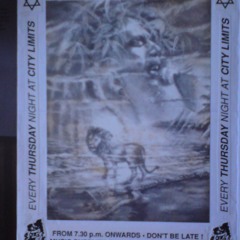 EVERY THURSDAY NIGHT AT CITY LIMITS
EVERY THURSDAY NIGHT AT CITY LIMITS
FROM 7.30 p.m. ONWARDS - DON'T BE LATE !